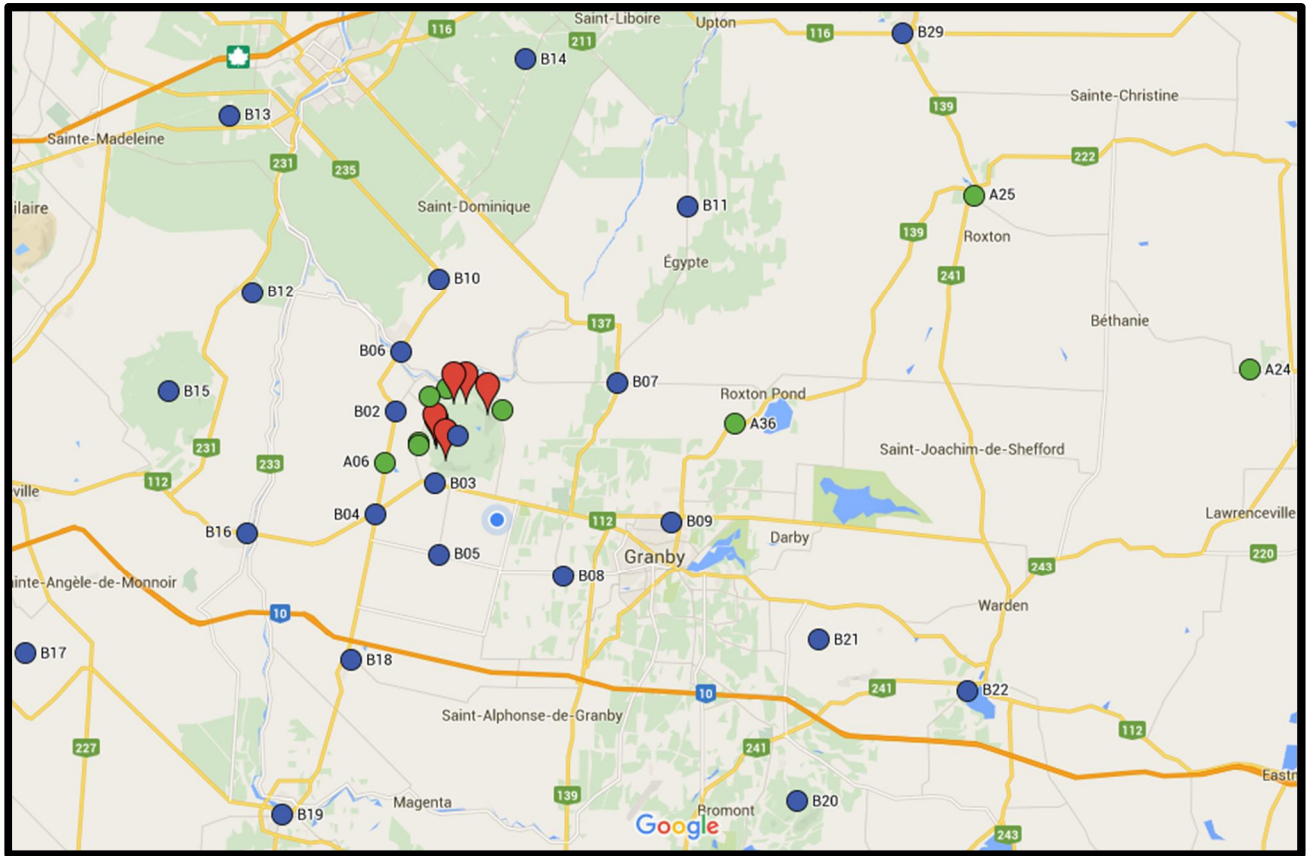 Saint-Liboire
Upton
116
211
116
B29
B14
139
Sainte-Christine
B13
Sainte-Madeleine
231
235
222
A25
ilaire
Saint-Dominique
B11
139
Roxton
Égypte
241
B10
B12
Béthanie
137
B06
A24
B15
B07
Roxton Pond
B02
A36
231
Saint-Joachim-de-Shefford
233
A06
112
B03
ville
B04
Lawrenceville
B16
112
B09
Darby
B05
Granby
220
243
B08
inte-Angèle-de-Monnoir
Warden
10
B21
B17
B18
241
B22
10
Saint-Alphonse-de-Granby
112
227
241
Eastm
139
Magenta
B20
Bromont
B19
Google
243